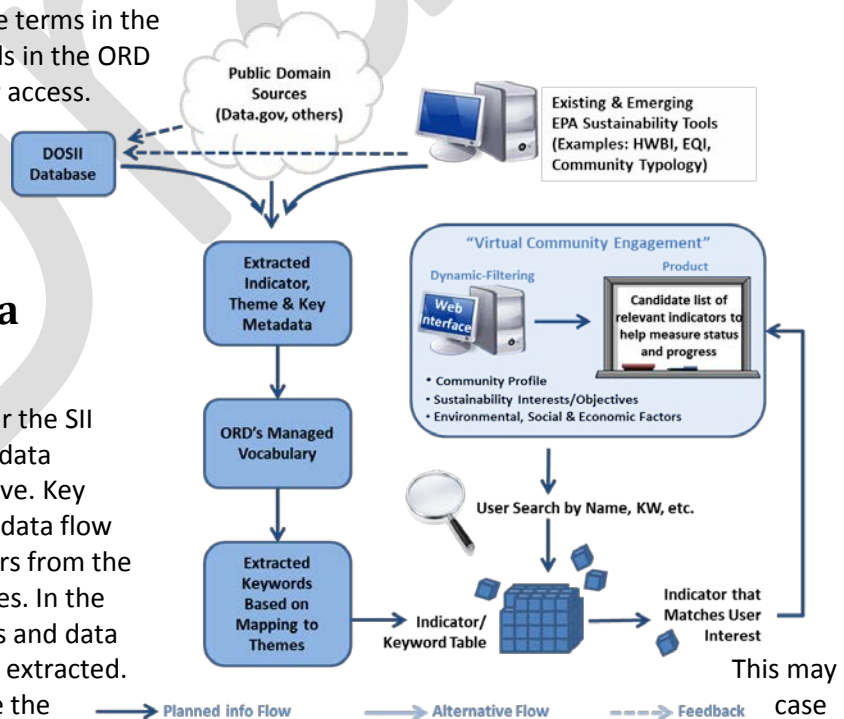 e terms in the
ls in the ORD
access.
Public Domain
Sources
(Data.gov, others)
Existing & Emerging
EPA Sustainability Tools
(Examples: HWBI, EQI,
Community Typology)
DOSII
Database
Extracted
Indicator,
Theme & Key
Metadata
ORD's Managed
Vocabulary
Extracted
Keywords
Based on
Mapping to
Themes
"Virtual Community Engagement"
Dynamic-Filtering
Product
Web
Interface
Candidate list of
relevant indicators to
help measure status
and progress
• Community Profile
• Sustainability Interests/Objectives
• Environmental, Social & Economic Factors
User Search by Name, KW, etc.
Indicator/
Keyword Table
Indicator that
Matches User
Interest
a
r the SII
data
ve. Key
data flow
rs from the
es. In the
s and data
extracted.
This may
e the
case
Planned info Flow
Alternative Flow
Feedback